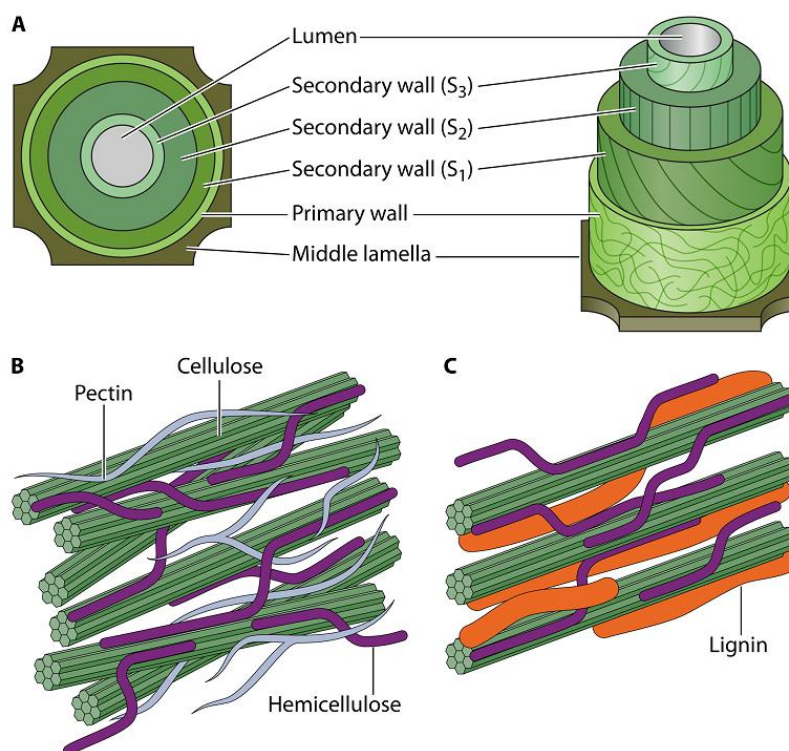 A
Lumen
Secondary wall (S₃)
Secondary wall (S₂)
Secondary wall (S₁)
Primary wall
Middle lamella
B
Cellulose
Pectin
Hemicellulose
C
Lignin